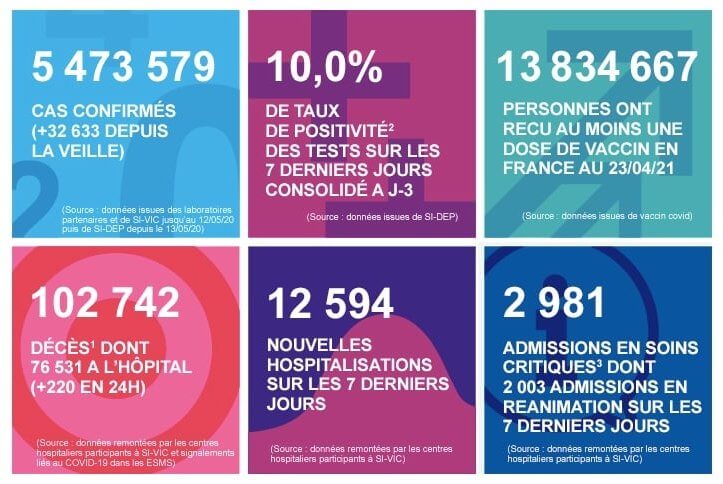 5 473 579
CAS CONFIRMÉS
(+32 633 DEPUIS
LA VEILLE)
(Source : données issues des laboratoires
partenaires et de SI-VIC jusqu'au 12/05/20
puis de SI-DEP depuis le 13/05/20)
10,0%
DE TAUX
DE POSITIVITÉ²
DES TESTS SUR LES
7 DERNIERS JOURS
CONSOLIDÉ A J-3
(Source : données issues de SI-DEP)
13 834 667
PERSONNES ONT
RECU AU MOINS UNE
DOSE DE VACCIN EN
FRANCE AU 23/04/21
(Source : données issues de vaccin covid)
102 742
DÉCÈS¹ DONT
76 531 A L'HÔPITAL
(+220 EN 24H)
(Source : données remontées par les centres
hospitaliers participants à SI-VIC et signalements
liés au COVID-19 dans les ESMS)
12 594
NOUVELLES
HOSPITALISATIONS
SUR LES 7 DERNIERS
JOURS
(Source : données remontées par les centres
hospitaliers participants à SI-VIC)
2 981
ADMISSIONS EN SOINS
CRITIQUES³ DONT
2 003 ADMISSIONS EN
REANIMATION SUR LES
7 DERNIERS JOURS
(Source : données remontées par les centres
hospitaliers participants à SI-VIC)